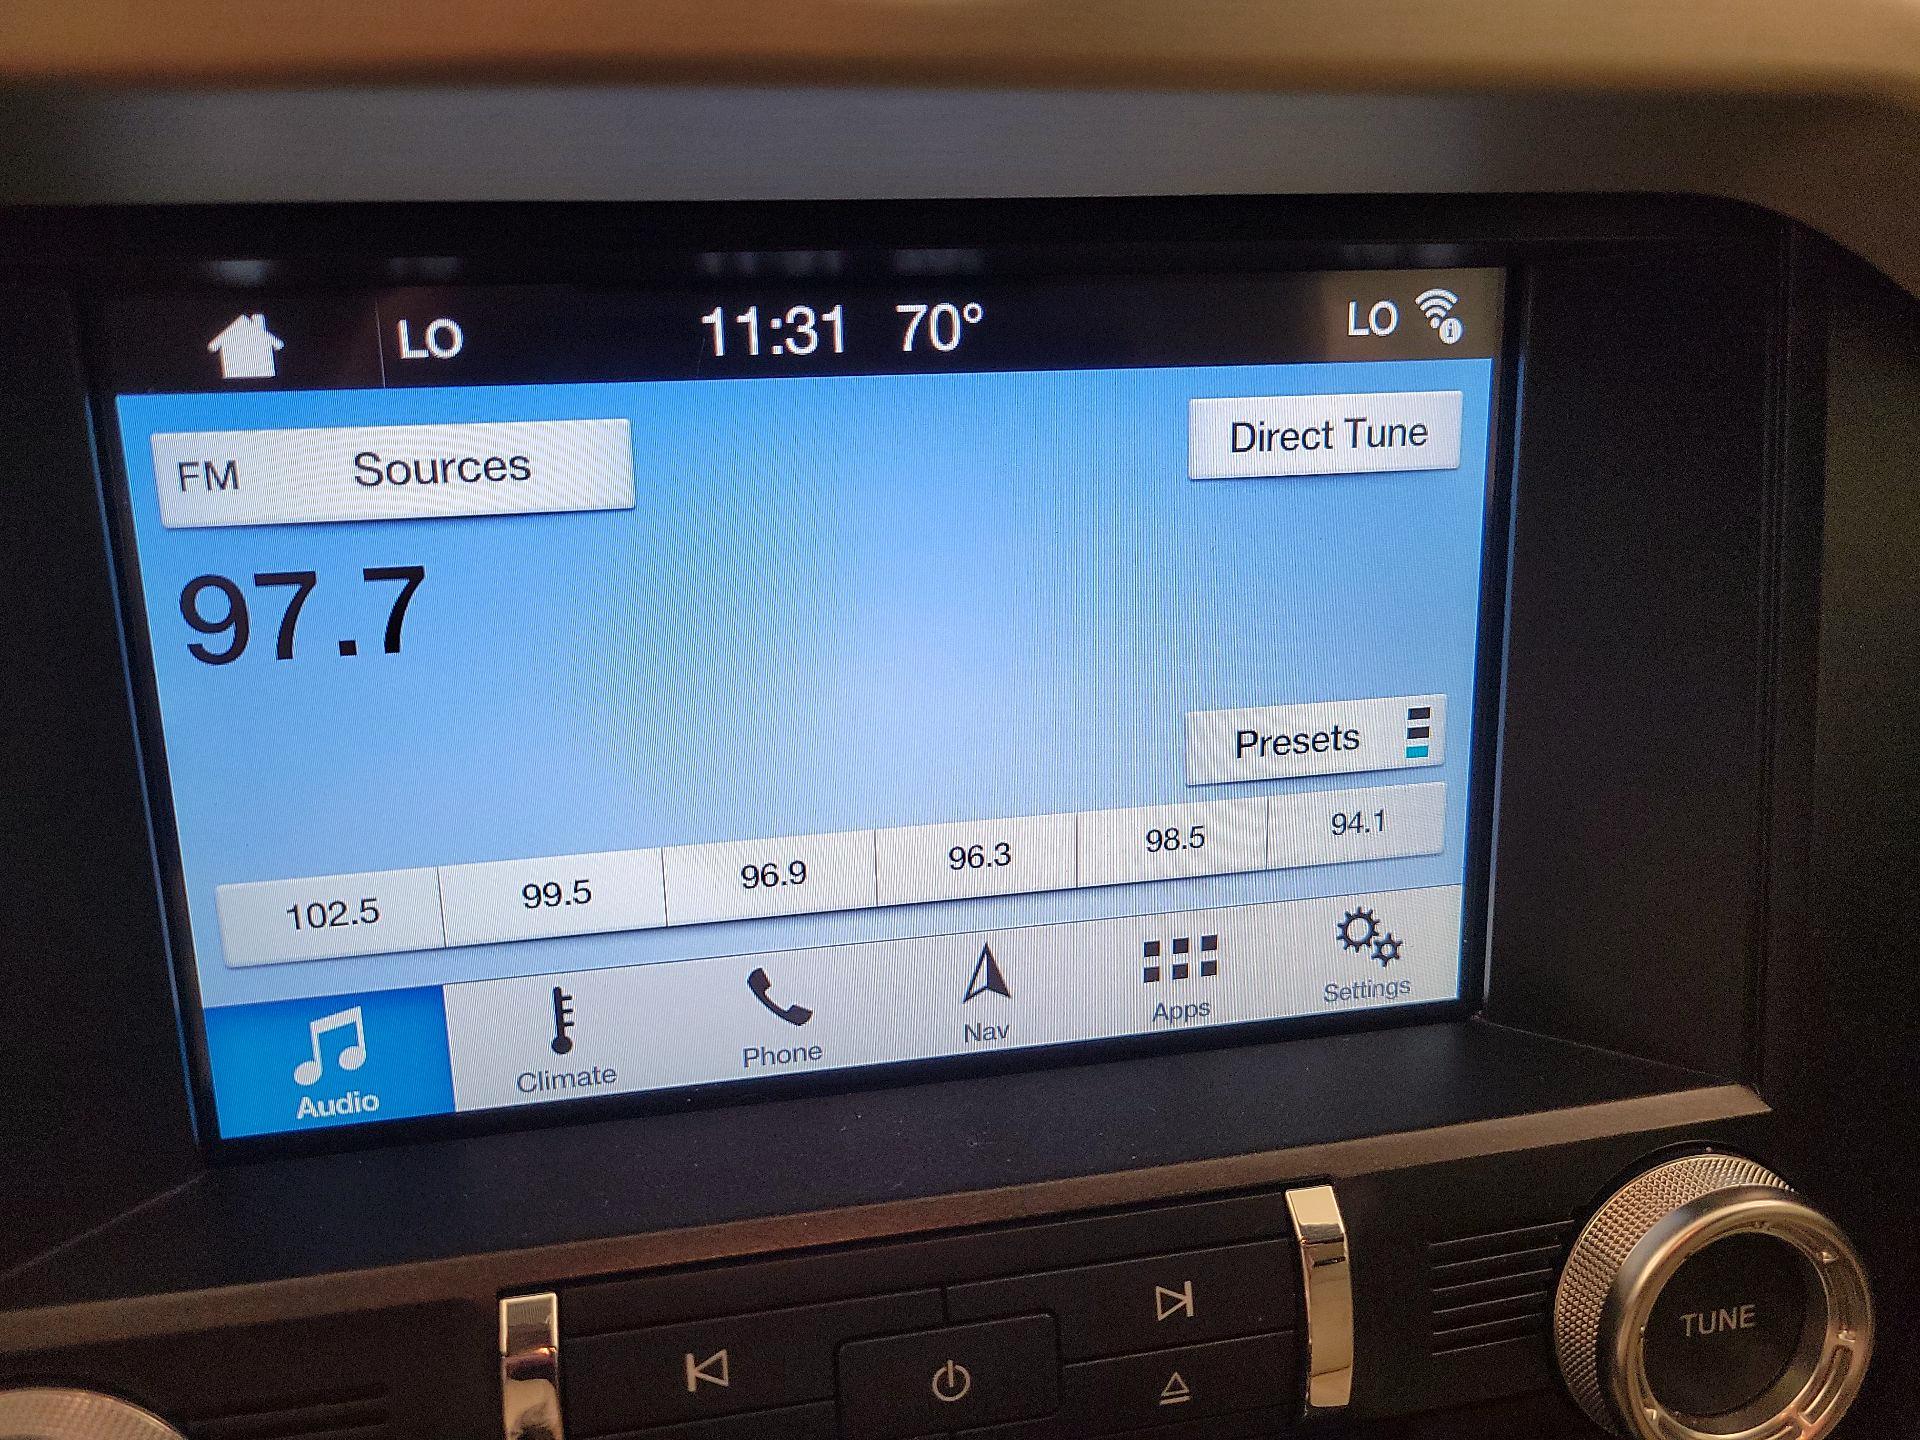 LO 11:31 70° LO
FM Sources Direct Tune
97.7
Presets
102.5 99.5 96.9 96.3 98.5 94.1
Audio Climate Phone Nav Apps Settings
TUNE